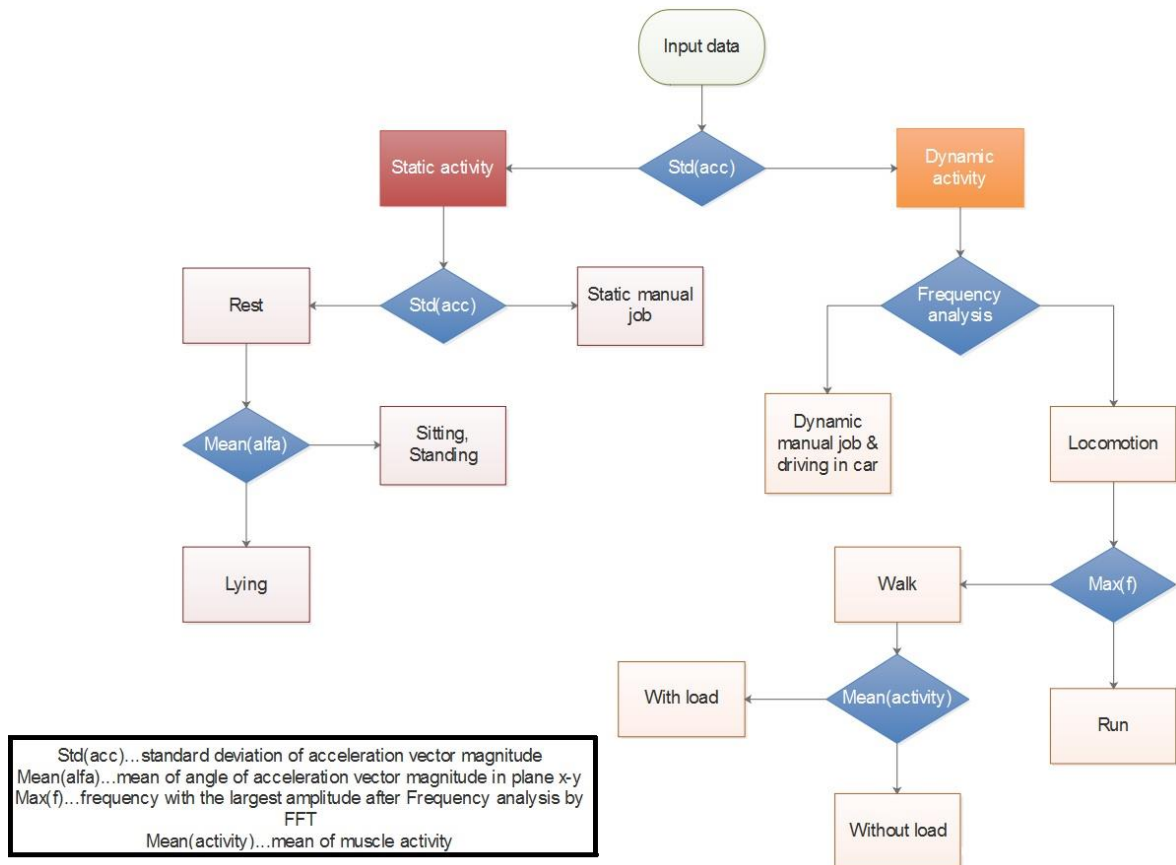 Input data
Static activity
Std(acc)
Dynamic
activity
Rest
Std(acc)
Static manual
job
Frequency
analysis
Mean(alfa)
Sitting,
Standing
Dynamic
manual job &
driving in car
Locomotion
Lying
Walk
Max(f)
With load
Mean(activity)
Run
Without load
Std(acc)...standard deviation of acceleration vector magnitude
Mean(alfa)...mean of angle of acceleration vector magnitude in plane x-y
Max(f)...frequency with the largest amplitude after Frequency analysis by
FFT
Mean(activity)...mean of muscle activity